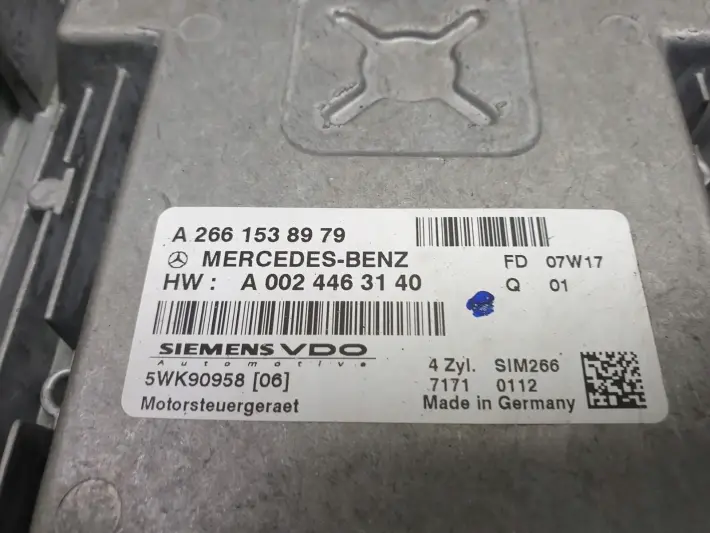 A 266 153 89 79
MERCEDES-BENZ FD 07W17
HW : A 002 446 31 40 Q 01
SIEMENS VDO
Automotive
4 Zyl. SIM266
5WK90958 [06] 7171 0112
Motorsteuergeraet Made in Germany